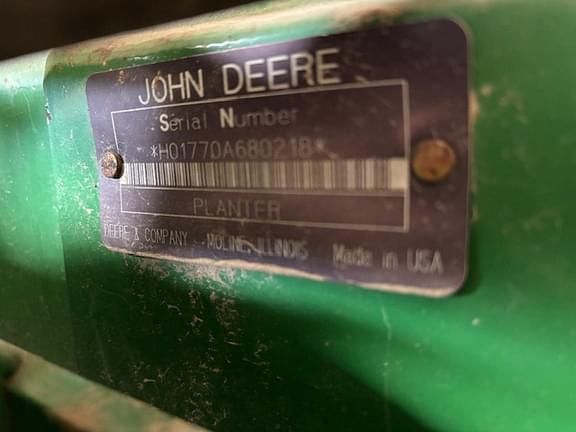 JOHN DEERE
Serial Number
*H01770A680218*
PLANTER
DEERE & COMPANY MOLINE, ILLINOIS Made in USA